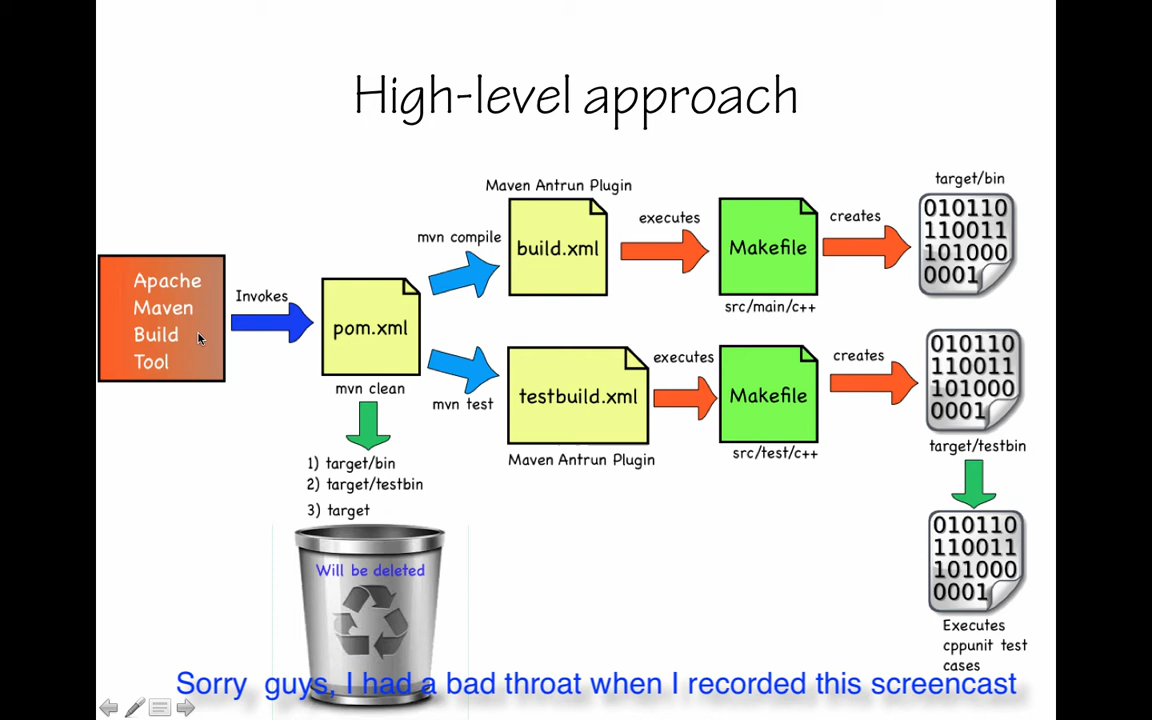 High-level approach
Maven Antrun Plugin
target/bin
mvn compile
build.xml
executes
Makefile
creates
010110
110011
101000
0001
src/main/c++
Apache
Maven
Build
Tool
Invokes
pom.xml
mvn clean
mvn test
testbuild.xml
Maven Antrun Plugin
executes
Makefile
src/test/c++
creates
010110
110011
101000
0001
target/testbin
1) target/bin
2) target/testbin
3) target
Will be deleted
010110
110011
101000
0001
Executes
cppunit test
cases
Sorry guys, I had a bad throat when I recorded this screencast